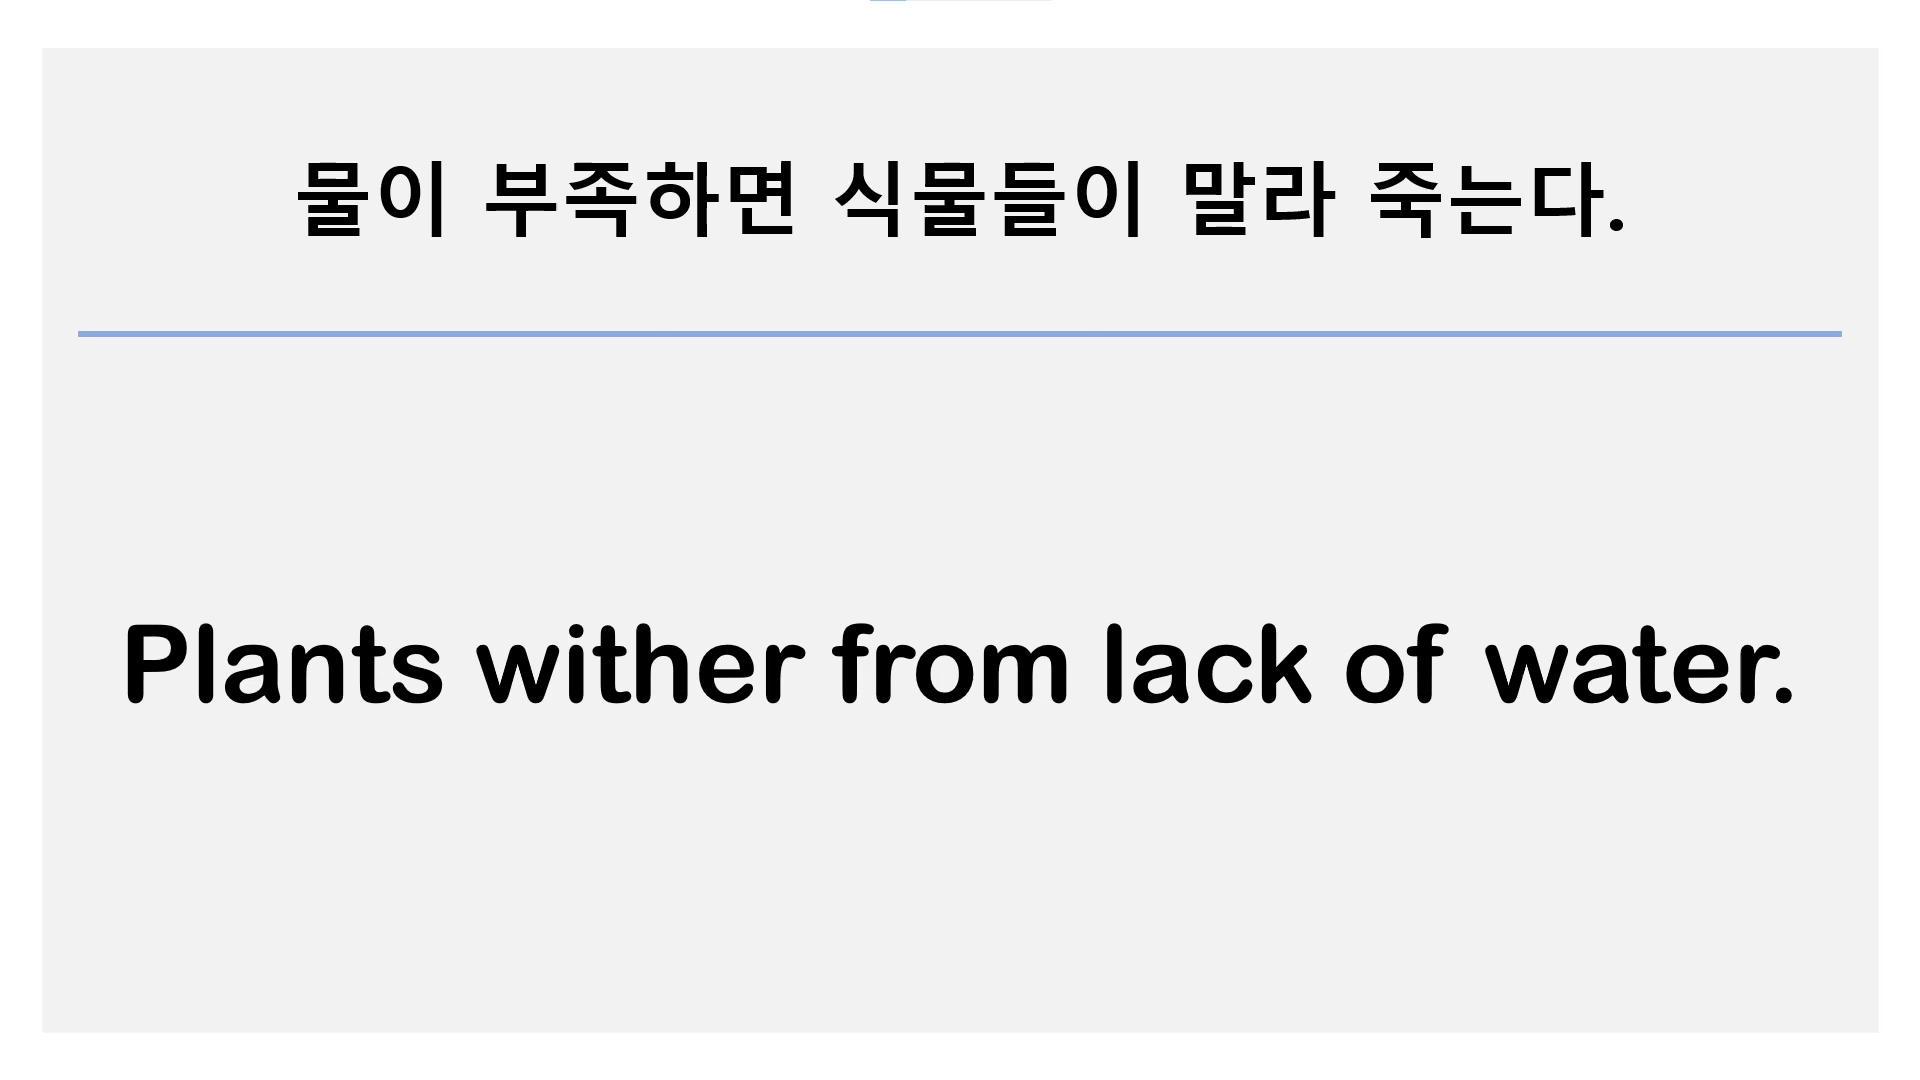 물이 부족하면 식물들이 말라 죽는다.
Plants wither from lack of water.